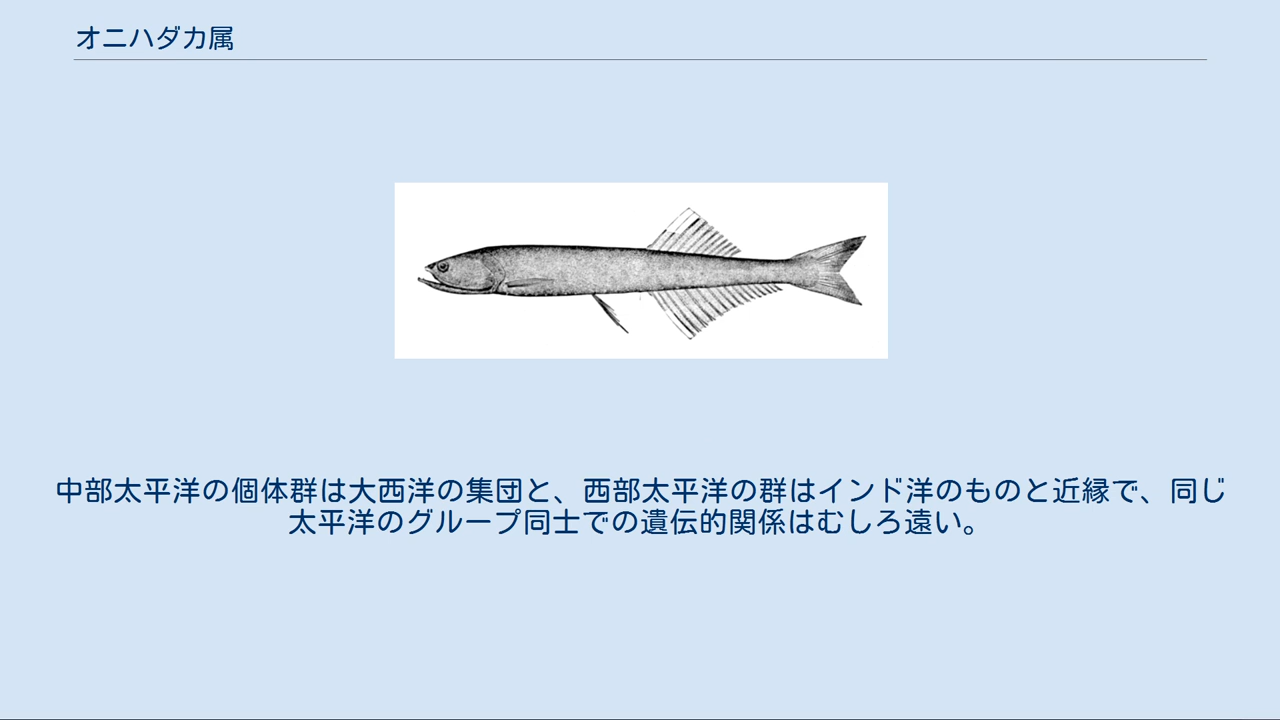 オニハダカ属
中部太平洋の個体群は大西洋の集団と、西部太平洋の群はインド洋のものと近縁で、同じ
太平洋のグループ同士での遺伝的関係はむしろ遠い。